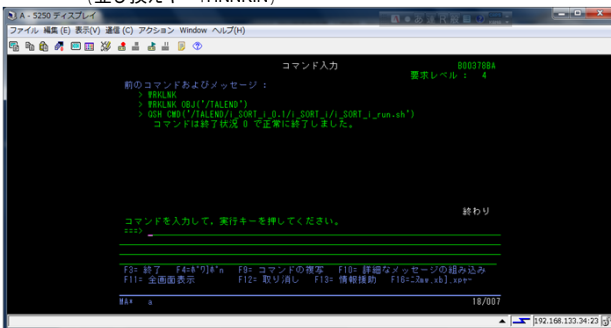 (並び換えキー：HNNKIN)
A - 5250 ディスプレイ
ファイル 編集(E) 表示(V) 通信(C) アクション Window ヘルプ(H)
コマンド入力
要求レベル： 4
前のコマンドおよびメッセージ：
> WRKLNK
> WRKLNK OBJ('/TALEND')
> QSH CMD('/TALEND/i_SORT_i_0.1/i_SORT_i/i_SORT_i_run.sh')
コマンドは終了状況 0 で正常に終了しました。
終わり
コマンドを入力して，実行キーを押してください。
===>
F3= 終了 F9= コマンドの複写 F10= 詳細なメッセージの組み込み
F11= 全画面表示 F12= 取り消し F13= 情報援助
MA* a 18/007
192.168.133.34:23